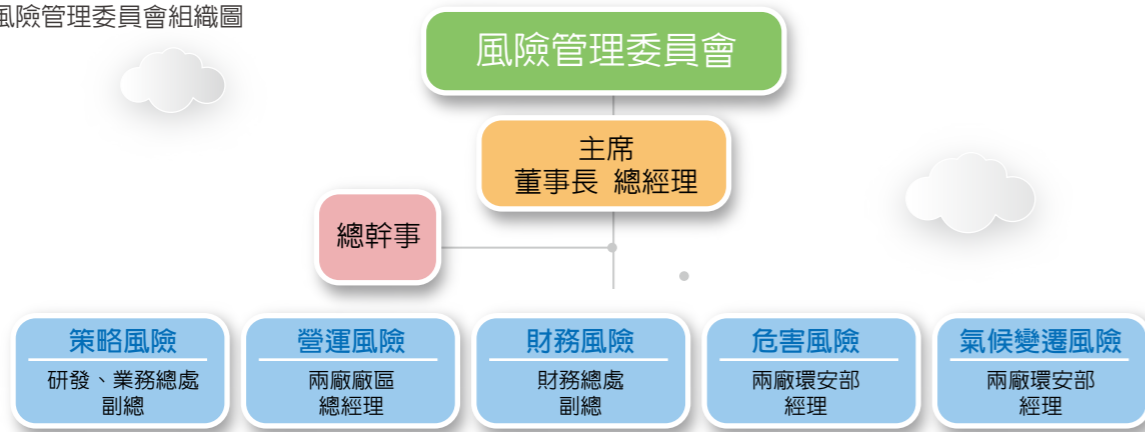 風險管理委員會組織圖
風險管理委員會
主席
董事長 總經理
總幹事
策略風險
研發、業務總處
副總
營運風險
兩廠廠區
總經理
財務風險
財務總處
副總
危害風險
兩廠環安部
經理
氣候變遷風險
兩廠環安部
經理